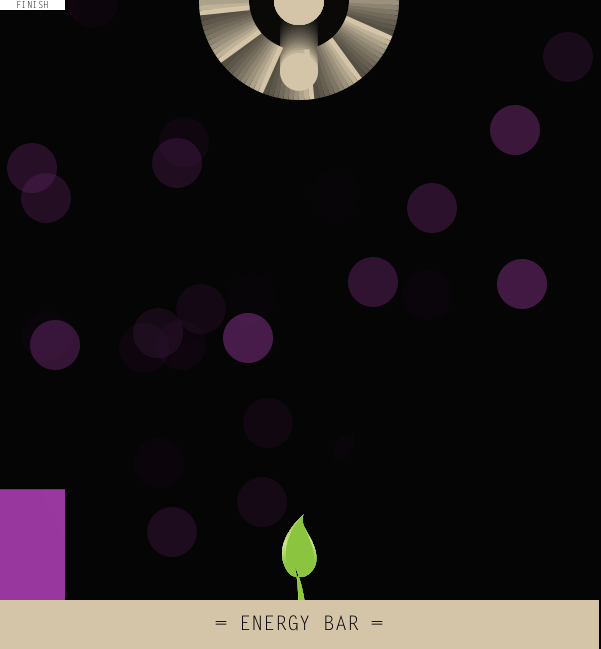 FINISH
= ENERGY BAR =